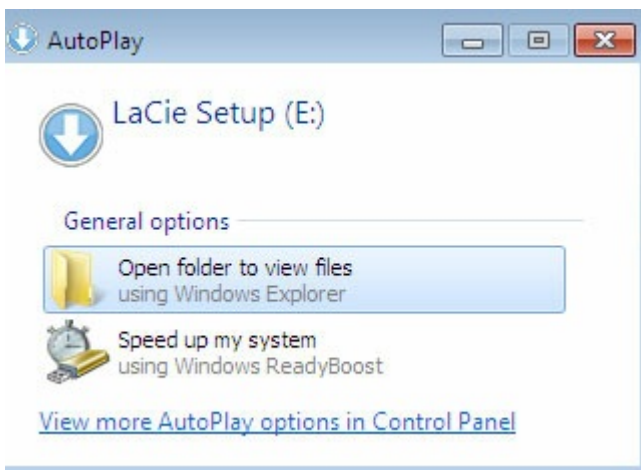 AutoPlay
LaCie Setup (E:)
General options
Open folder to view files
using Windows Explorer
Speed up my system
using Windows ReadyBoost
View more AutoPlay options in Control Panel